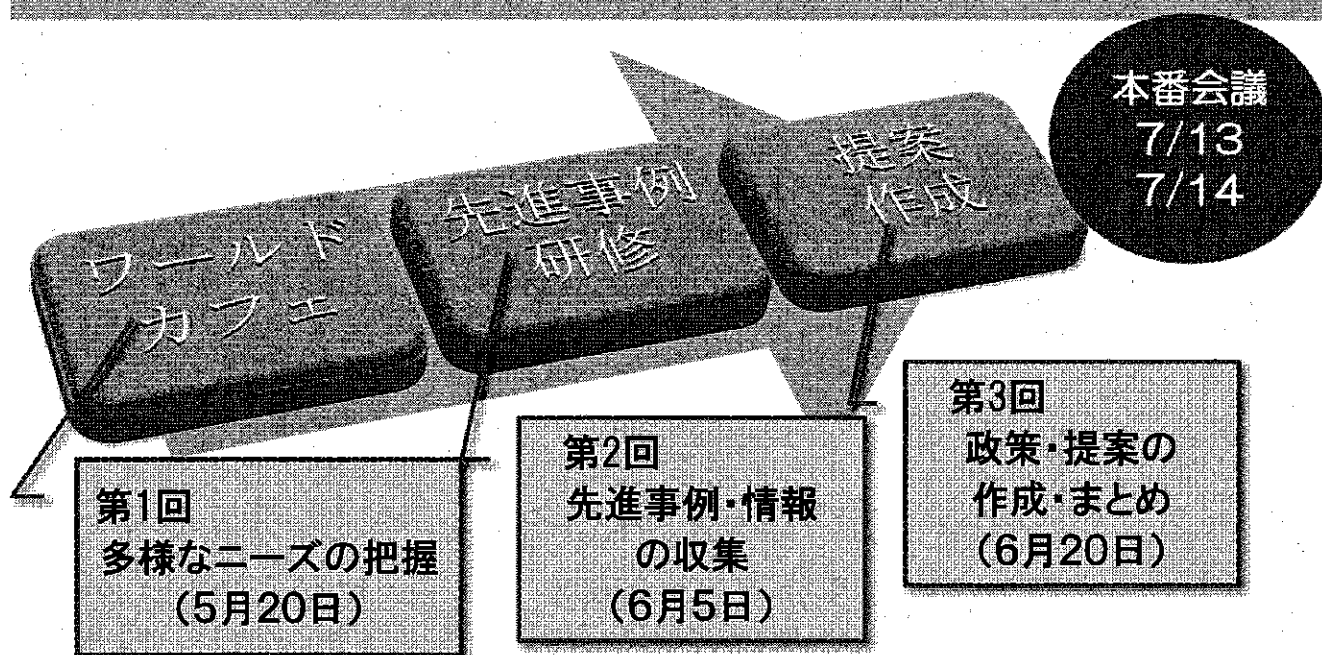 本番会議
7/13
7/14
提案
作成
先進事例
研修
ワールド
カフェ
第1回
多様なニーズの把握
(5月20日)
第2回
先進事例・情報
の収集
(6月5日)
第3回
政策・提案の
作成・まとめ
(6月20日)